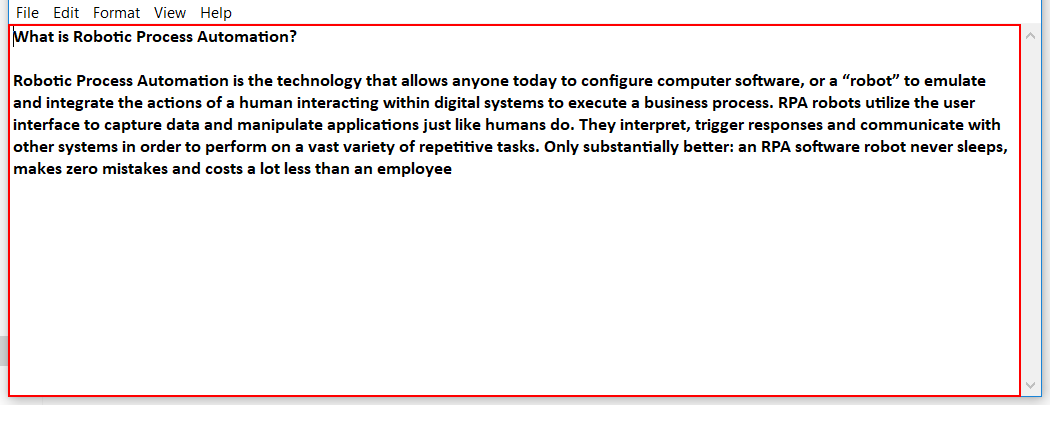 File Edit Format View Help
What is Robotic Process Automation?
Robotic Process Automation is the technology that allows anyone today to configure computer software, or a “robot” to emulate
and integrate the actions of a human interacting within digital systems to execute a business process. RPA robots utilize the user
interface to capture data and manipulate applications just like humans do. They interpret, trigger responses and communicate with
other systems in order to perform on a vast variety of repetitive tasks. Only substantially better: an RPA software robot never sleeps,
makes zero mistakes and costs a lot less than an employee